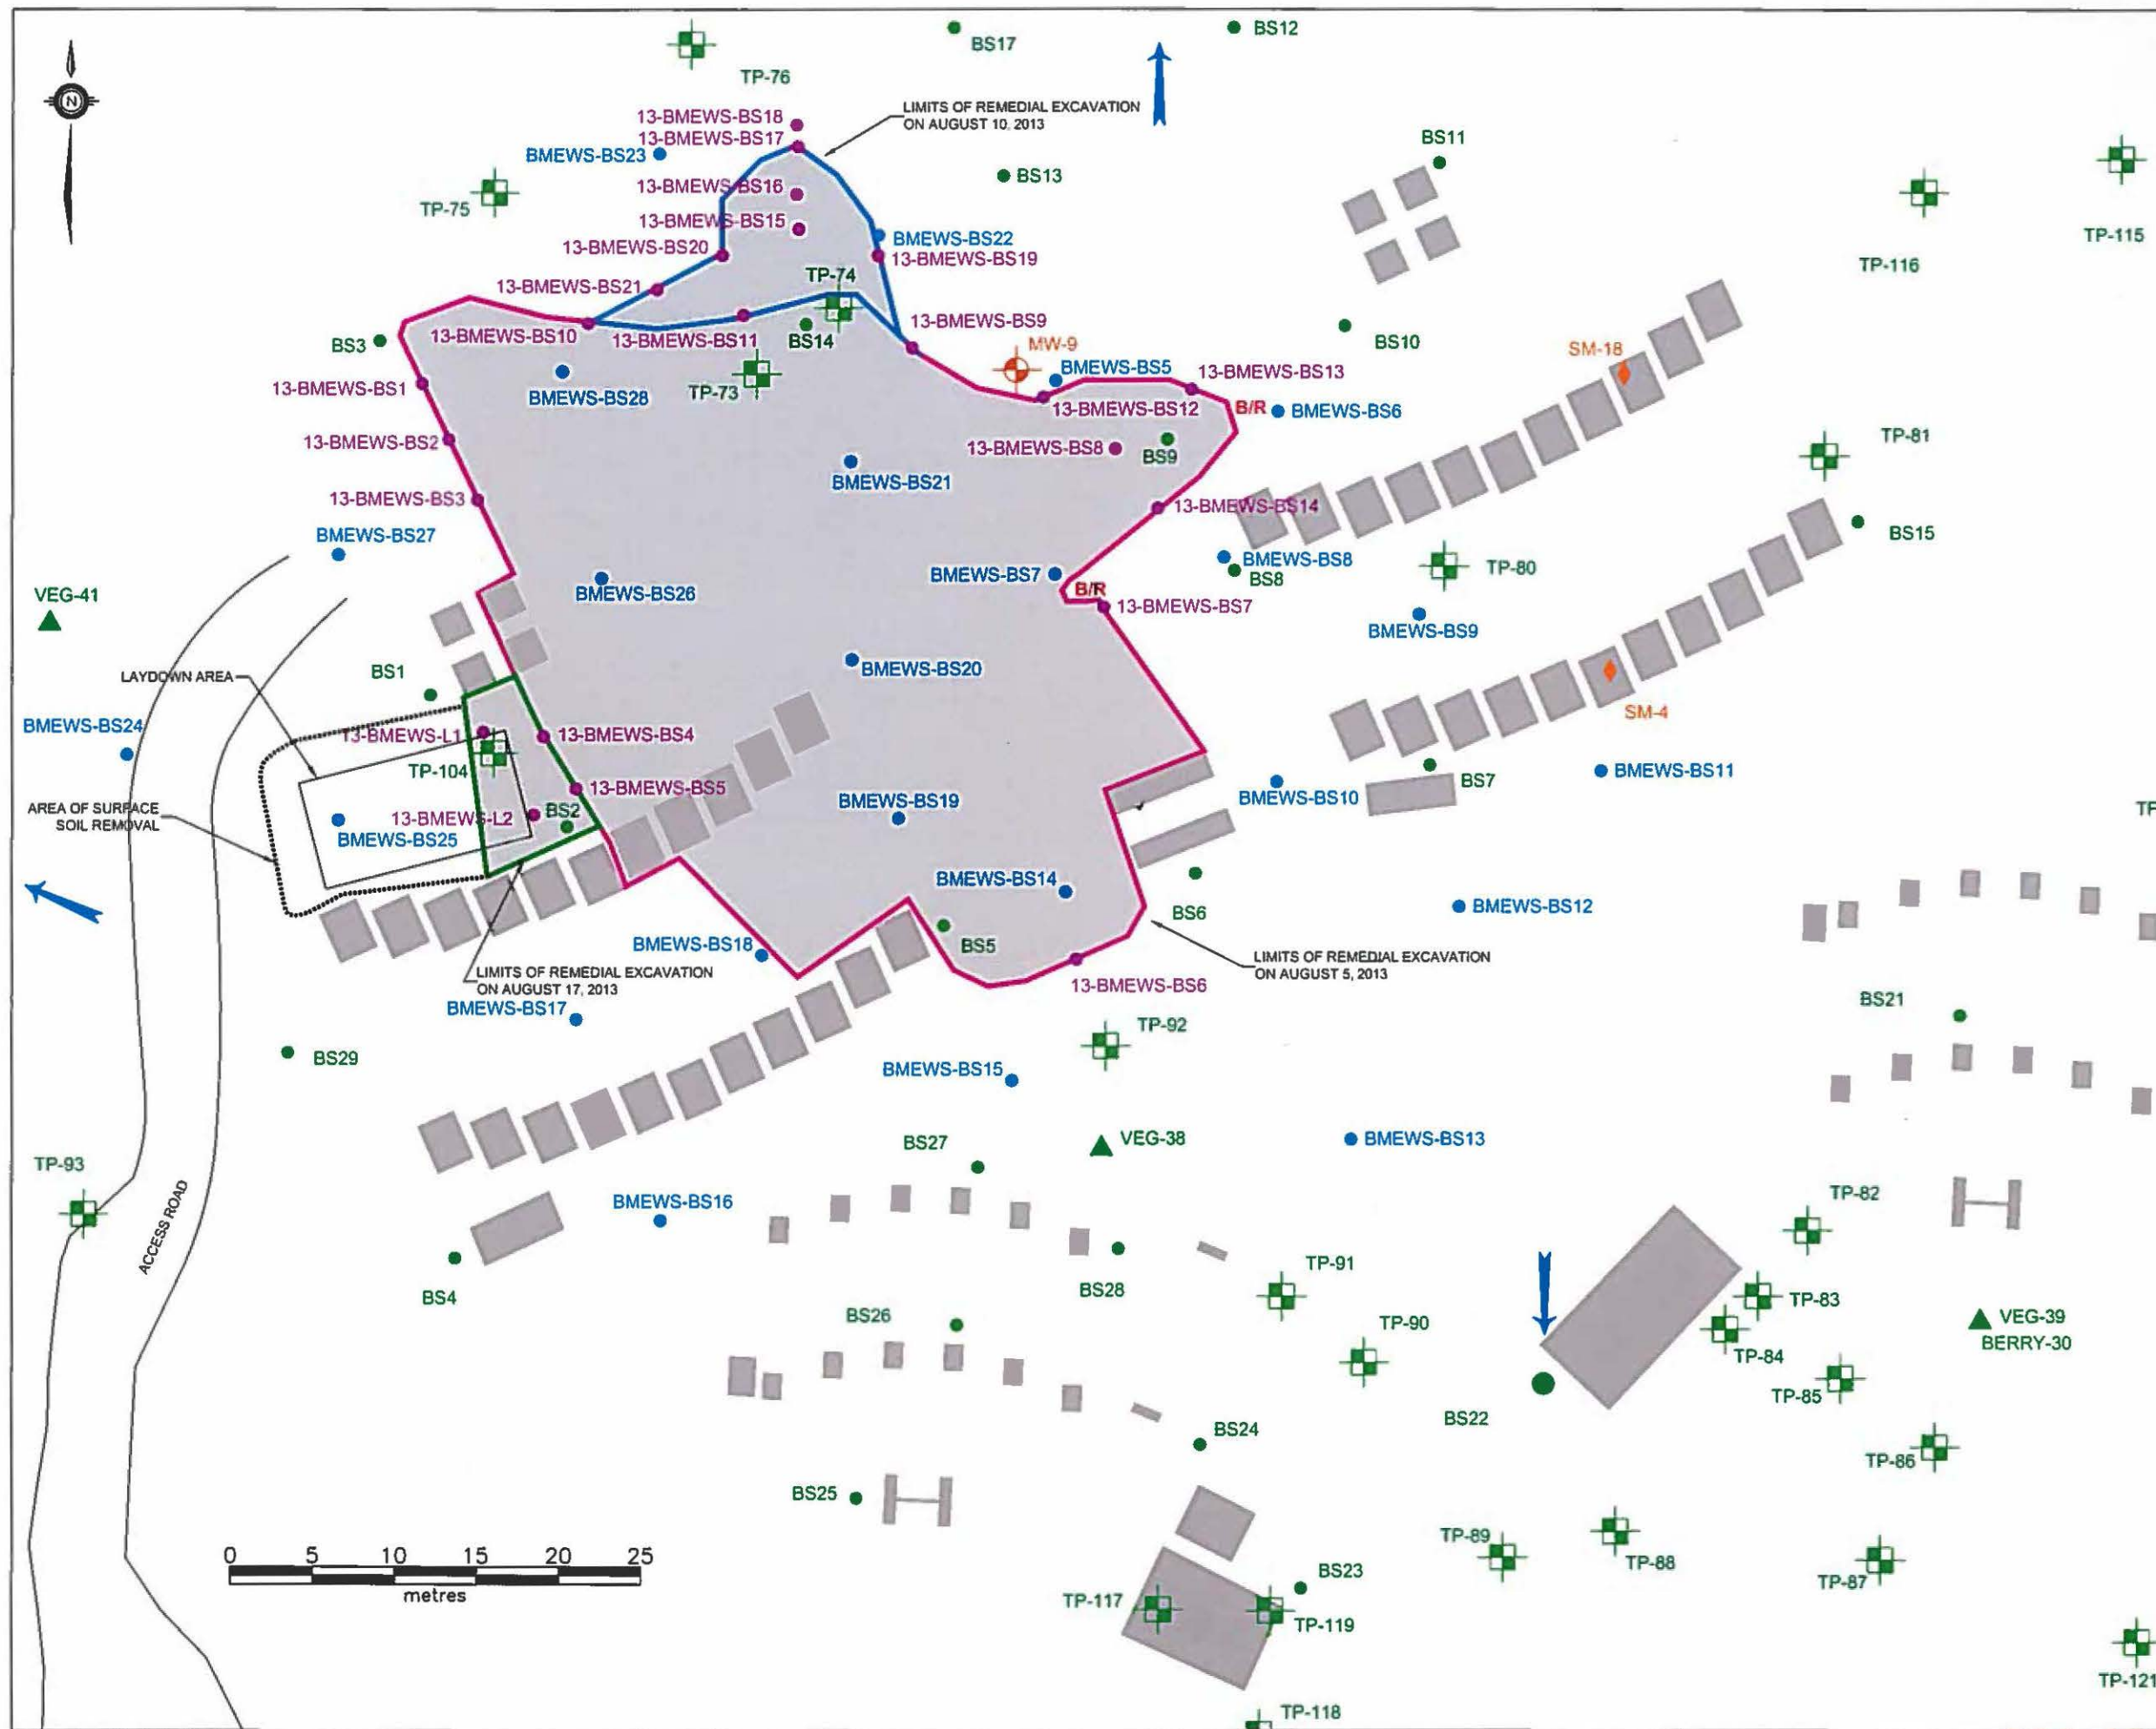 BS17
BS12
TP-76
N
LIMITS OF REMEDIAL EXCAVATION
ON AUGUST 10, 2013
13-BMEWS-BS18
13-BMEWS-BS17
BMEWS-BS23
BS11
BS13
13-BMEWS-BS16
TP-75
13-BMEWS-BS15
13-BMEWS-BS20
BMEWS-BS22
13-BMEWS-BS19
TP-115
TP-116
TP-74
13-BMEWS-BS21
13-BMEWS-BS9
13-BMEWS-BS10
13-BMEWS-BS11
BS14
BS3
MW-9
BS10
SM-18
BMEWS-BS5
13-BMEWS-BS13
13-BMEWS-BS1
BMEWS-BS28
TP-73
13-BMEWS-BS12
B/R
BMEWS-BS6
13-BMEWS-BS2
13-BMEWS-BS8
BS9
TP-81
BMEWS-BS21
13-BMEWS-BS3
13-BMEWS-BS14
BMEWS-BS27
BS15
BMEWS-BS8
BS8
TP-80
BMEWS-BS7
B/R
BMEWS-BS26
VEG-41
13-BMEWS-BS7
BMEWS-BS9
LAYDOWN AREA
BS1
BMEWS-BS20
BMEWS-BS24
SM-4
13-BMEWS-L1
13-BMEWS-BS4
TP-104
BMEWS-BS11
BS7
13-BMEWS-BS5
BMEWS-BS19
BMEWS-BS10
AREA OF SURFACE
SOIL REMOVAL
13-BMEWS-L2
BS2
TP
BMEWS-BS25
BMEWS-BS14
BS6
BMEWS-BS12
BMEWS-BS18
BS5
LIMITS OF REMEDIAL EXCAVATION
ON AUGUST 5, 2013
LIMITS OF REMEDIAL EXCAVATION
ON AUGUST 17, 2013
13-BMEWS-BS6
BMEWS-BS17
BS21
TP-92
BS29
BMEWS-BS15
BS27
VEG-38
BMEWS-BS13
TP-93
BMEWS-BS16
TP-82
ACCESS ROAD
TP-91
BS4
BS28
TP-83
BS26
TP-90
VEG-39
BERRY-30
TP-84
TP-85
BS22
BS24
TP-86
BS25
TP-89
TP-88
0 5 10 15 20 25
metres
BS23
TP-87
TP-117
TP-119
TP-121
TP-118